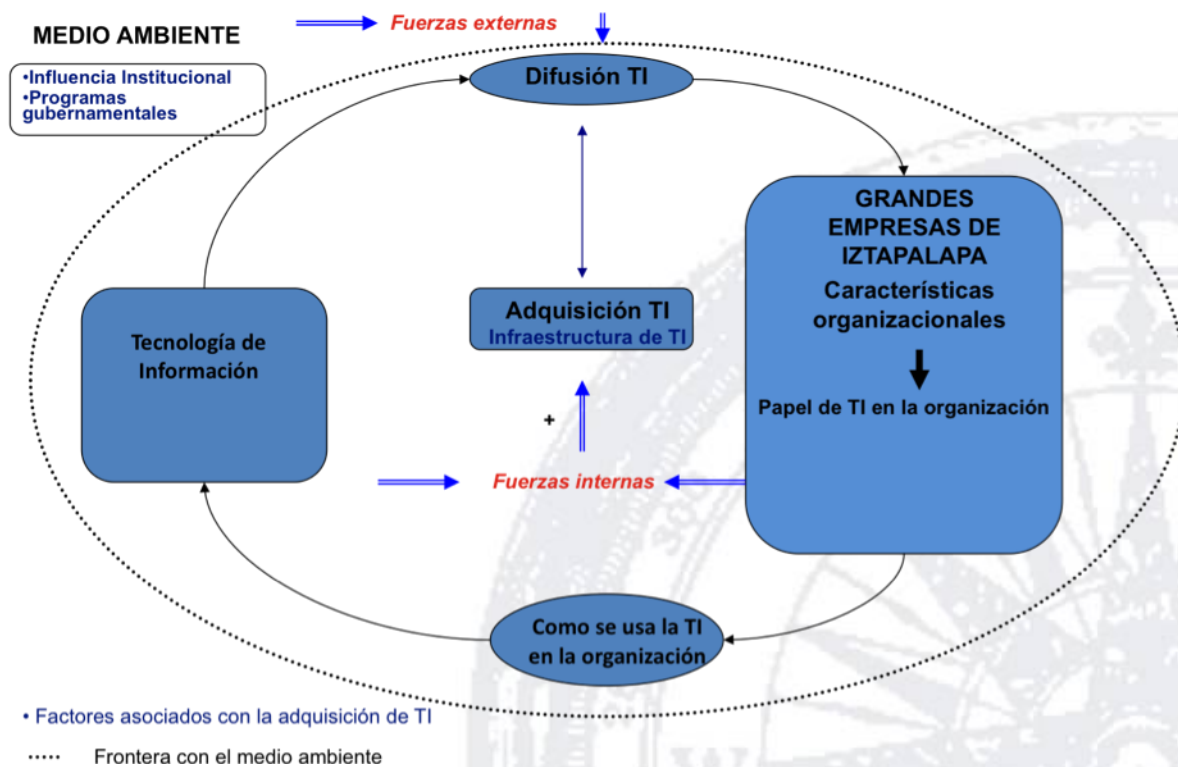 Fuerzas externas
MEDIO AMBIENTE
•Influencia Institucional
•Programas
gubernamentales
Difusión TI
GRANDES
EMPRESAS DE
IZTAPALAPA
Características
organizacionales
Papel de TI en la organización
Adquisición TI
Infraestructura de TI
Tecnología de
Información
+
Fuerzas internas
Como se usa la TI
en la organización
• Factores asociados con la adquisición de TI
Frontera con el medio ambiente